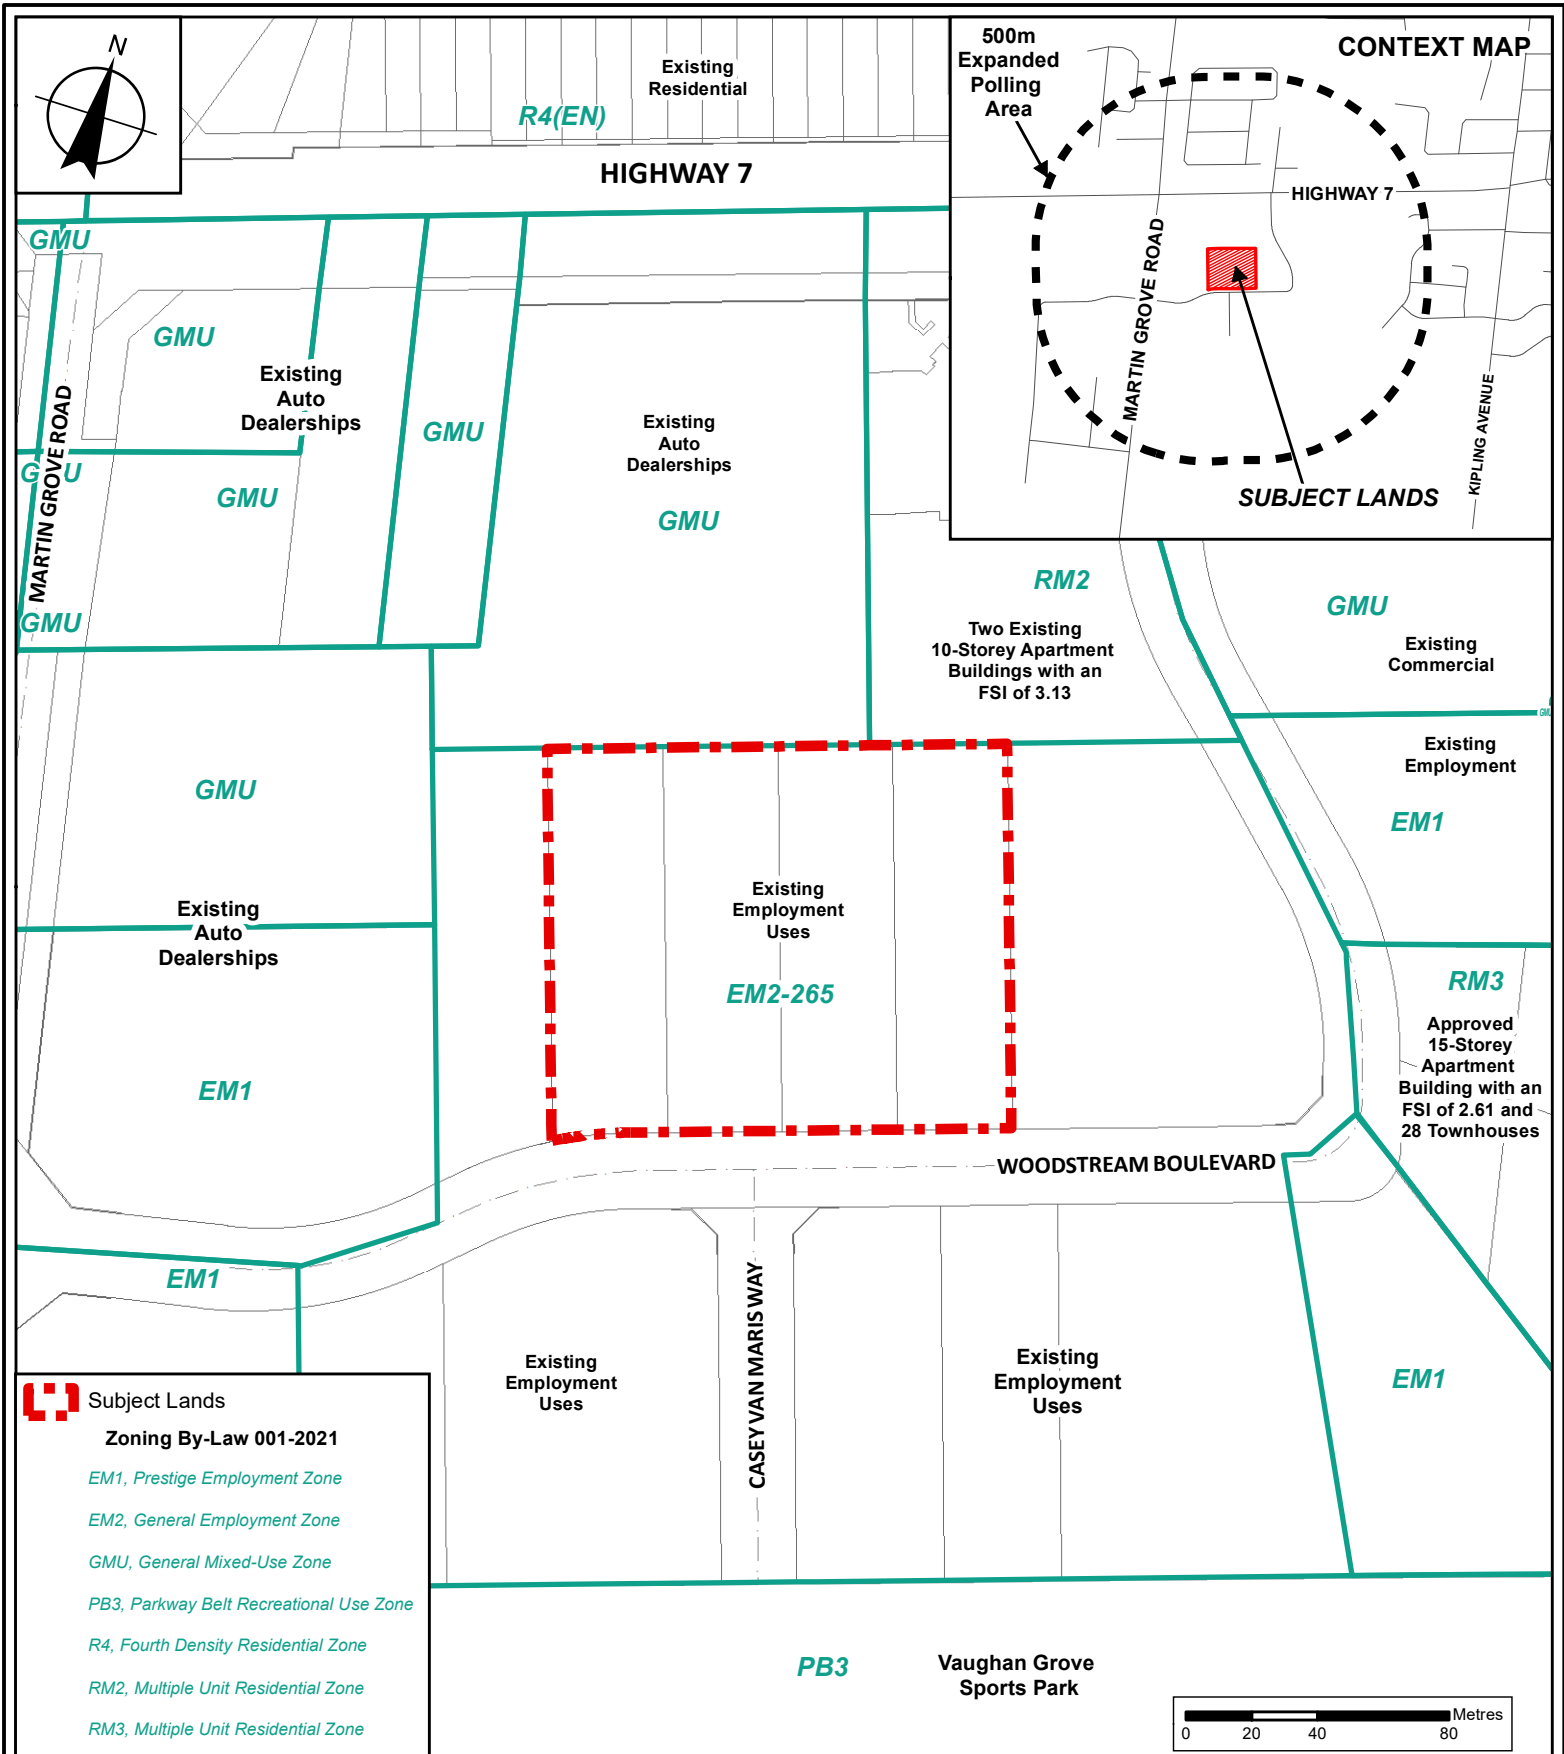 N
Existing
Residential
R4(EN)
HIGHWAY 7
500m
Expanded
Polling
Area
CONTEXT MAP
HIGHWAY 7
MARTIN GROVE ROAD
KIPLING AVENUE
SUBJECT LANDS
GMU
GMU
Existing
Auto
Dealerships
GMU
MARTIN GROVE ROAD
G U
GMU
GMU
Existing
Auto
Dealerships
GMU
RM2
Two Existing
10-Storey Apartment
Buildings with an
FSI of 3.13
GMU
Existing
Commercial
GMU
Existing
Employment
EM1
GMU
Existing
Auto
Dealerships
EM1
Existing
Employment
Uses
EM2-265
RM3
Approved
15-Storey
Apartment
Building with an
FSI of 2.61 and
28 Townhouses
WOODSTREAM BOULEVARD
EM1
CASEY VAN MARIS WAY
Existing
Employment
Uses
Existing
Employment
Uses
EM1
Subject Lands
Zoning By-Law 001-2021
EM1, Prestige Employment Zone
EM2, General Employment Zone
GMU, General Mixed-Use Zone
PB3, Parkway Belt Recreational Use Zone
R4, Fourth Density Residential Zone
RM2, Multiple Unit Residential Zone
RM3, Multiple Unit Residential Zone
PB3
Vaughan Grove
Sports Park
Metres
0 20 40 80